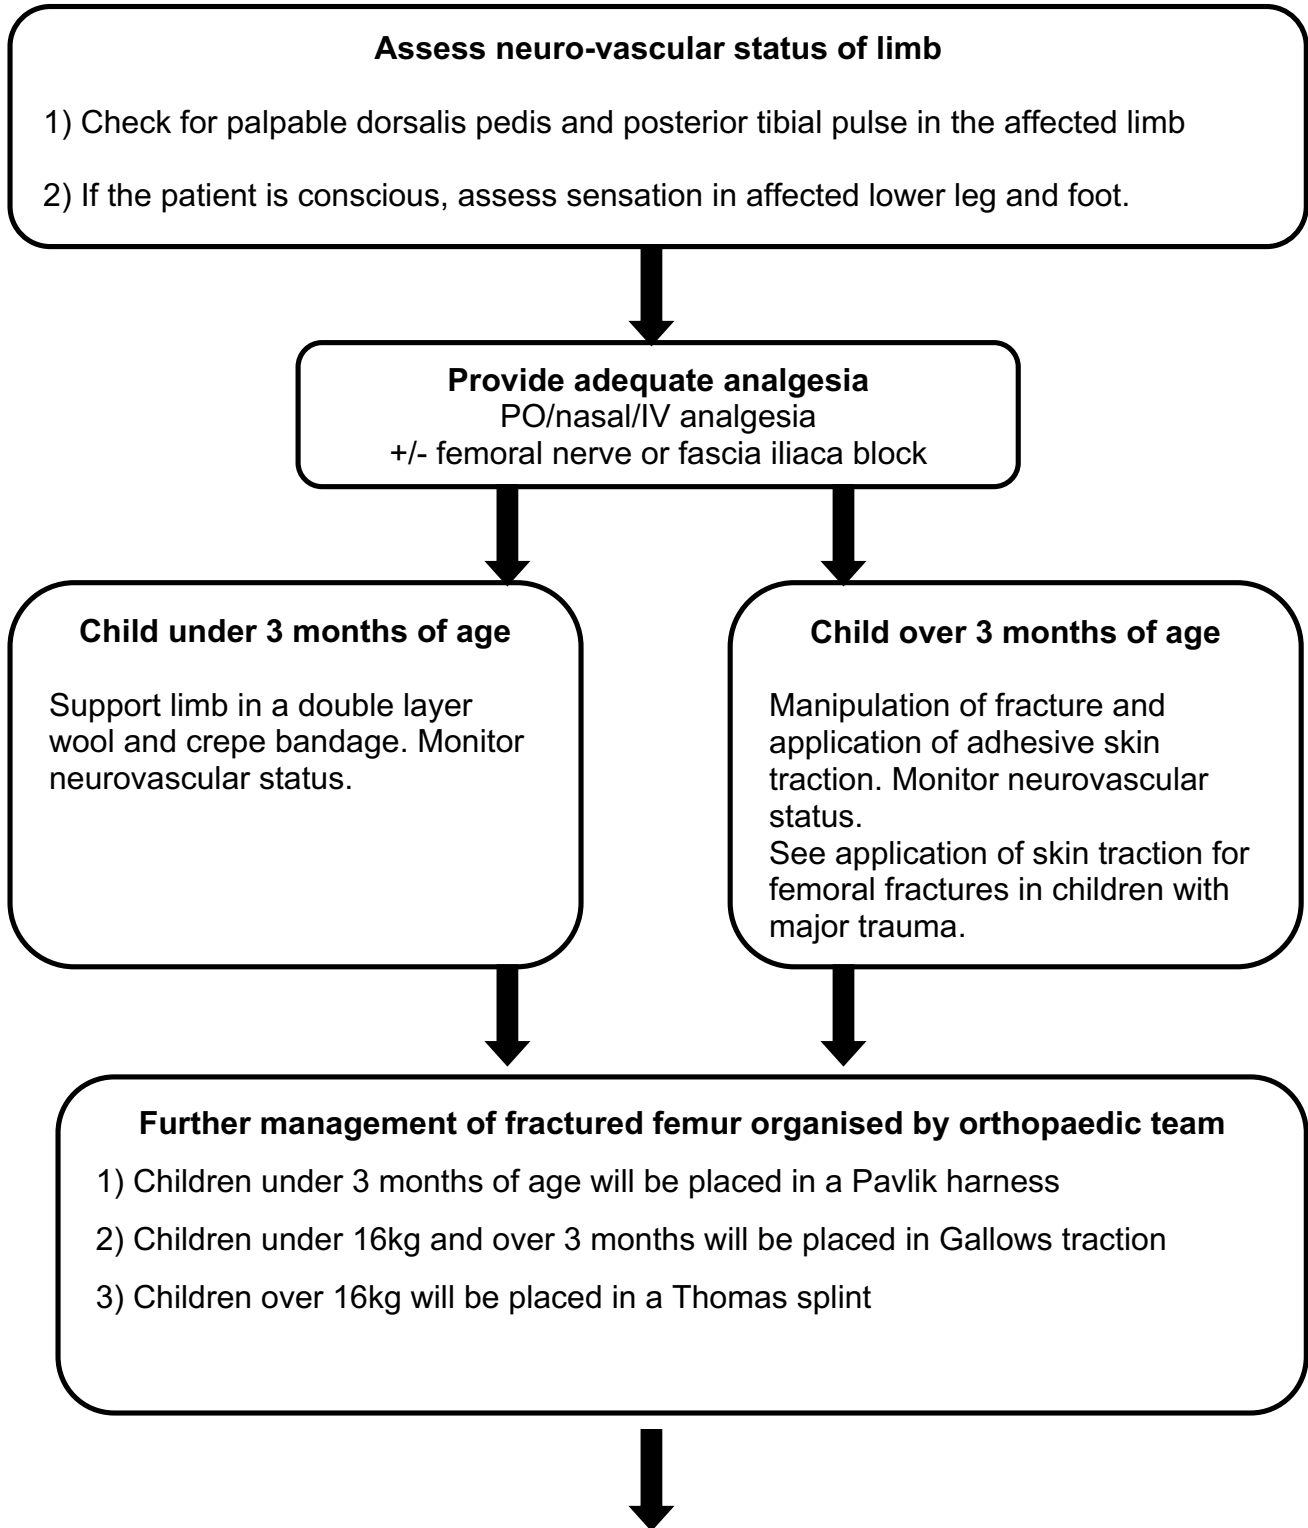 Assess neuro-vascular status of limb
1) Check for palpable dorsalis pedis and posterior tibial pulse in the affected limb
2) If the patient is conscious, assess sensation in affected lower leg and foot.
Provide adequate analgesia
PO/nasal/IV analgesia
+/- femoral nerve or fascia iliaca block
Child under 3 months of age
Support limb in a double layer
wool and crepe bandage. Monitor
neurovascular status.
Child over 3 months of age
Manipulation of fracture and
application of adhesive skin
traction. Monitor neurovascular
status.
See application of skin traction for
femoral fractures in children with
major trauma.
Further management of fractured femur organised by orthopaedic team
1) Children under 3 months of age will be placed in a Pavlik harness
2) Children under 16kg and over 3 months will be placed in Gallows traction
3) Children over 16kg will be placed in a Thomas splint